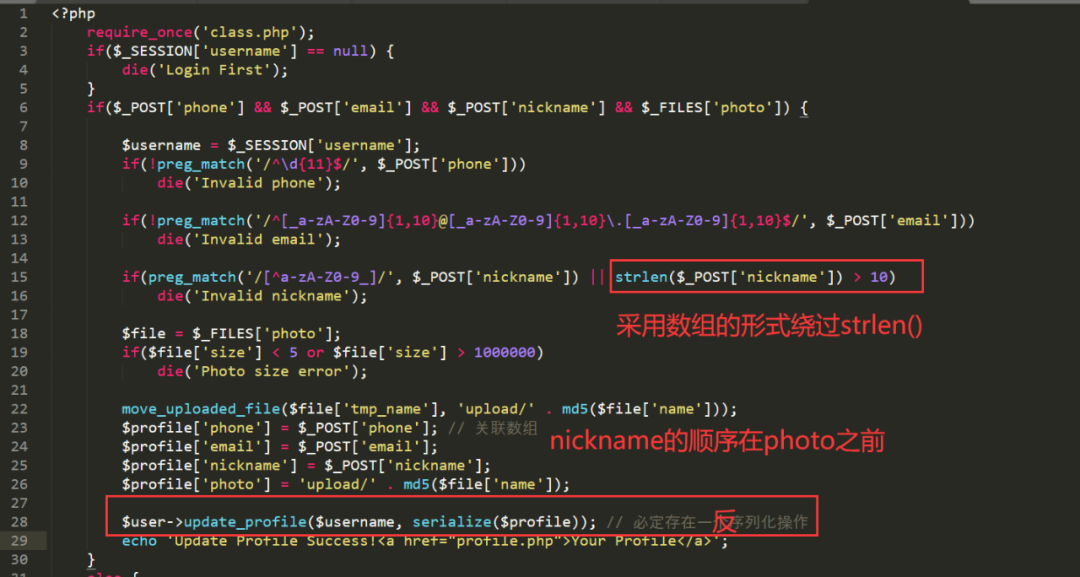 1 <?php
2 require_once('class.php');
3 if($_SESSION['username'] == null) {
4 die('Login First');
5 }
6 if($_POST['phone'] && $_POST['email'] && $_POST['nickname'] && $_FILES['photo']) {
7
8 $username = $_SESSION['username'];
9 if(!preg_match('/^\d{11}$/', $_POST['phone']))
10 die('Invalid phone');
11
12 if(!preg_match('/^[_a-zA-Z0-9]{1,10}@[_a-zA-Z0-9]{1,10}\.[_a-zA-Z0-9]{1,10}$/', $_POST['email']))
13 die('Invalid email');
14
15 if(preg_match('/[^a-zA-Z0-9_]/', $_POST['nickname']) || strlen($_POST['nickname']) > 10)
16 die('Invalid nickname');
17
采用数组的形式绕过strlen()
18 $file = $_FILES['photo'];
19 if($file['size'] < 5 or $file['size'] > 1000000)
20 die('Photo size error');
21
22 move_uploaded_file($file['tmp_name'], 'upload/' . md5($file['name']));
23 $profile['phone'] = $_POST['phone']; // 关联数组
nickname的顺序在photo之前
24 $profile['email'] = $_POST['email'];
25 $profile['nickname'] = $_POST['nickname'];
26 $profile['photo'] = 'upload/' . md5($file['name']);
27
28 $user->update_profile($username, serialize($profile)); // 必定存在一个序列化操作
反
29 echo 'Update Profile Success!<a href="profile.php">Your Profile</a>';
30 }
31 else {